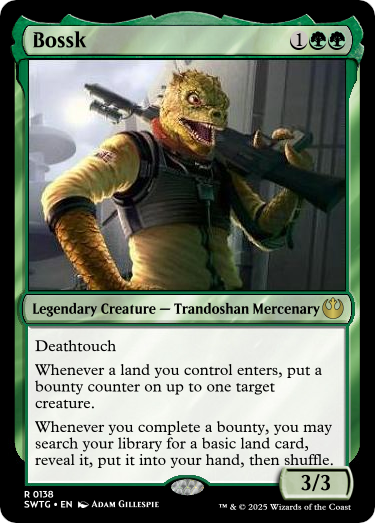 Bossk 1
Legendary Creature — Trandoshan Mercenary
Deathtouch
Whenever a land you control enters, put a
bounty counter on up to one target
creature.
Whenever you complete a bounty, you may
search your library for a basic land card,
reveal it, put it into your hand, then shuffle.
3/3
R 0138
SWTG • EN ADAM GILLESPIE
™ & © 2025 Wizards of the Coast